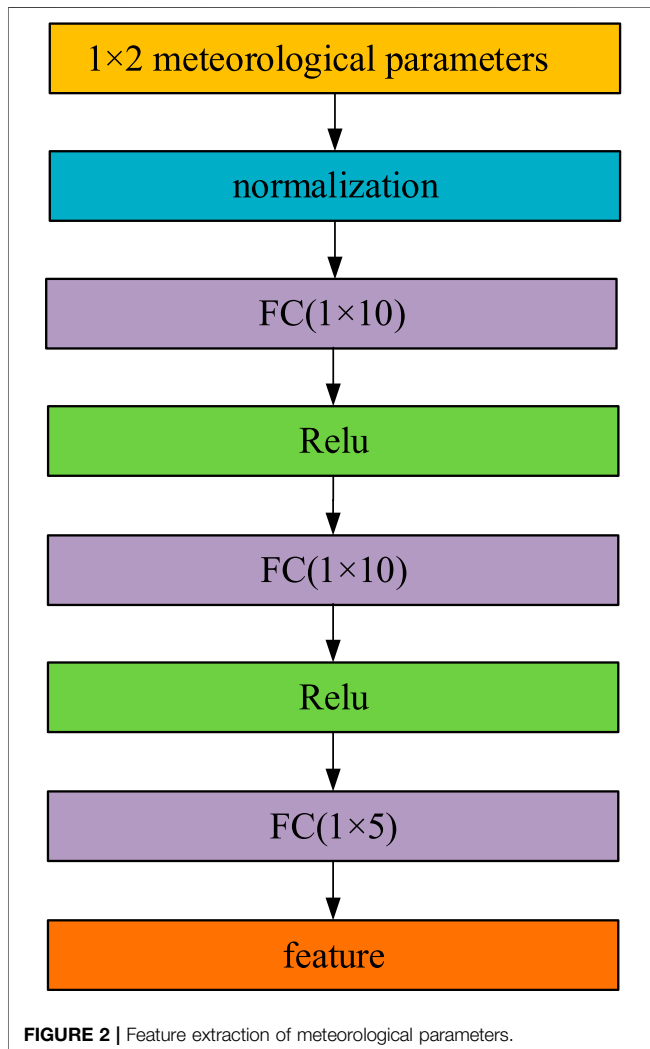 1×2 meteorological parameters
normalization
FC(1×10)
Relu
FC(1×10)
Relu
FC(1×5)
feature
FIGURE 2 | Feature extraction of meteorological parameters.